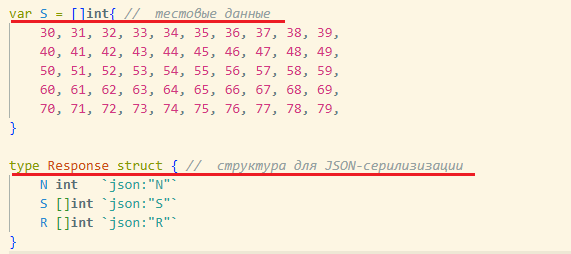 var S = []int{ //  тестовые данные
    30, 31, 32, 33, 34, 35, 36, 37, 38, 39,
    40, 41, 42, 43, 44, 45, 46, 47, 48, 49,
    50, 51, 52, 53, 54, 55, 56, 57, 58, 59,
    60, 61, 62, 63, 64, 65, 66, 67, 68, 69,
    70, 71, 72, 73, 74, 75, 76, 77, 78, 79,
}
type Response struct { //  структура для JSON-серилизизации
    N int   `json:"N"`
    S []int `json:"S"`
    R []int `json:"R"`
}